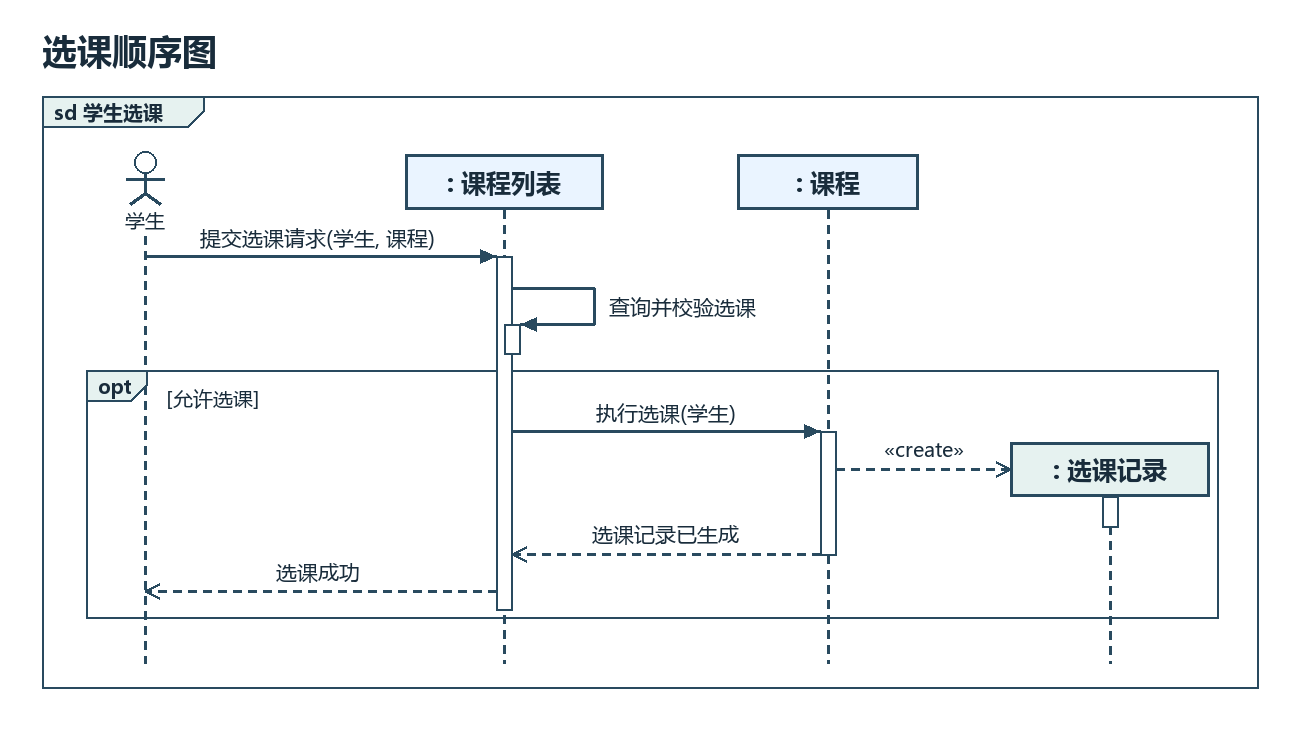 选课顺序图
sd 学生选课
: 课程列表
: 课程
学生
提交选课请求(学生, 课程)
查询并校验选课
opt
[允许选课]
执行选课(学生)
«create»
: 选课记录
选课记录已生成
选课成功